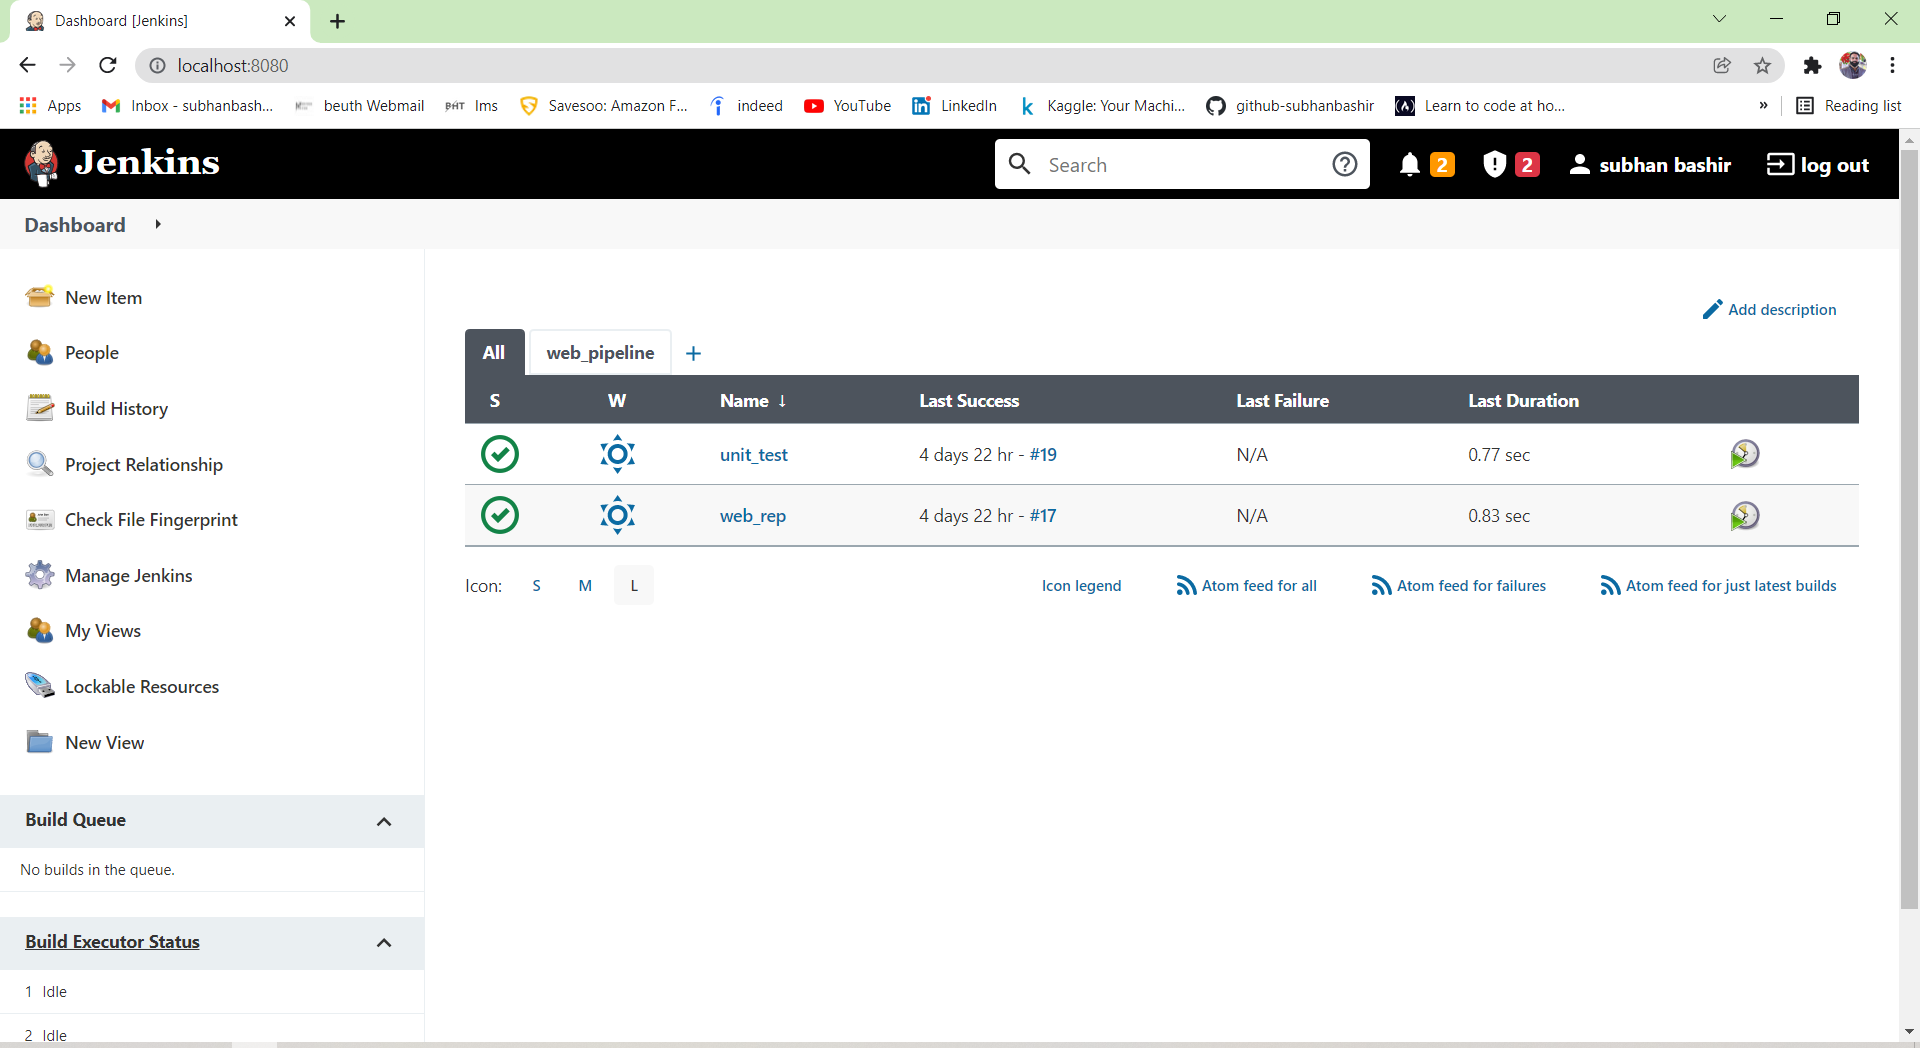 Dashboard [Jenkins]
localhost:8080
Apps Inbox - subhanbash... beuth Webmail BHT lms Savesoo: Amazon F... indeed YouTube LinkedIn Kaggle: Your Machi... github-subhanbashir Learn to code at ho... » Reading list
Jenkins Search 2 2 subhan bashir log out
Dashboard
New Item
People
Build History
Project Relationship
Check File Fingerprint
Manage Jenkins
My Views
Lockable Resources
New View
Build Queue
No builds in the queue.
Build Executor Status
1 Idle
2 Idle
Add description
All web_pipeline +
S W Name ↓ Last Success Last Failure Last Duration
unit_test 4 days 22 hr - #19 N/A 0.77 sec
web_rep 4 days 22 hr - #17 N/A 0.83 sec
Icon: S M L Icon legend Atom feed for all Atom feed for failures Atom feed for just latest builds